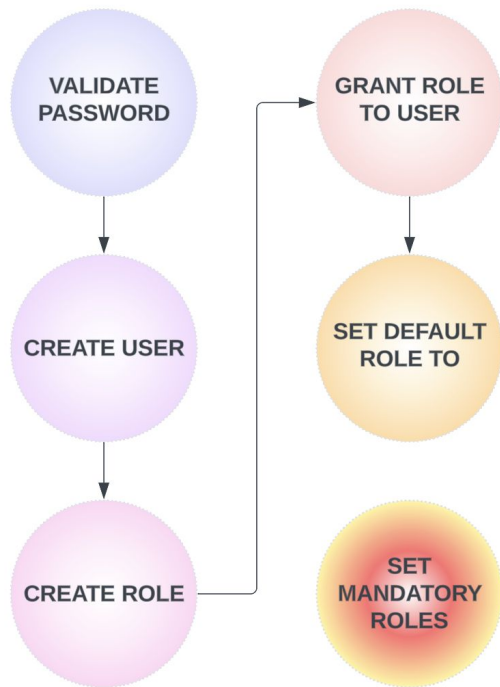 VALIDATE
PASSWORD
CREATE USER
CREATE ROLE
GRANT ROLE
TO USER
SET DEFAULT
ROLE TO
SET
MANDATORY
ROLES